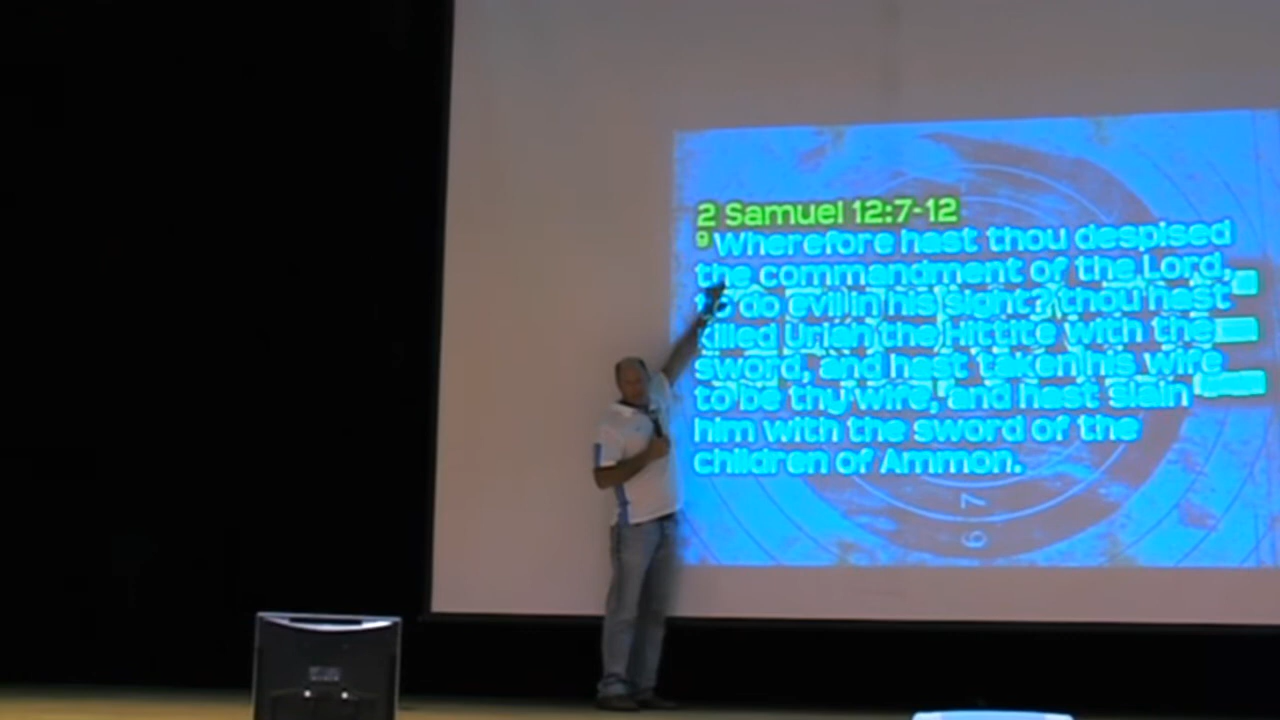 2 Samuel 12:7-12
9 Wherefore hast thou despised
the commandment of the Lord,
to do evil in his sight? thou hast
killed Uriah the Hittite with the
sword, and hast taken his wife
to be thy wife, and hast slain
him with the sword of the
children of Ammon.
7
6